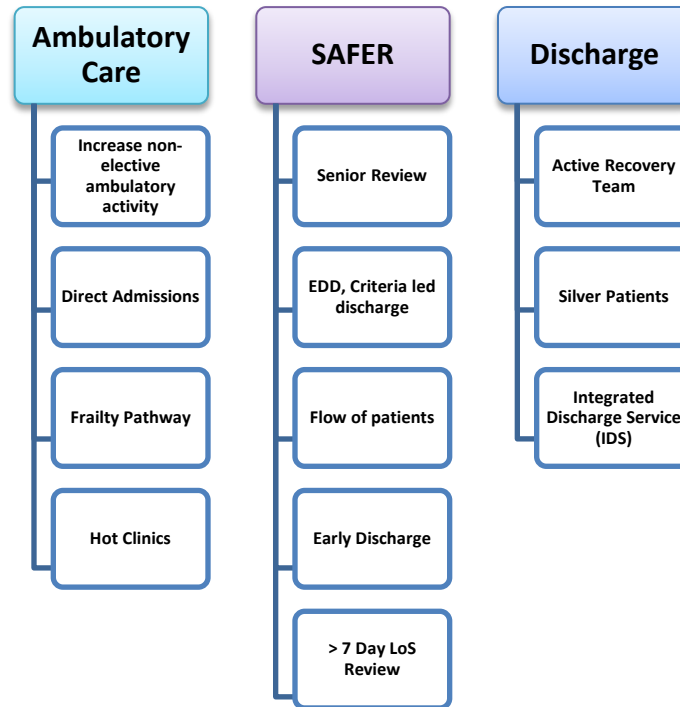 Ambulatory
Care
Increase non-
elective
ambulatory
activity
Direct Admissions
Frailty Pathway
Hot Clinics
SAFER
Senior Review
EDD, Criteria led
discharge
Flow of patients
Early Discharge
> 7 Day LoS
Review
Discharge
Active Recovery
Team
Silver Patients
Integrated
Discharge Service
(IDS)